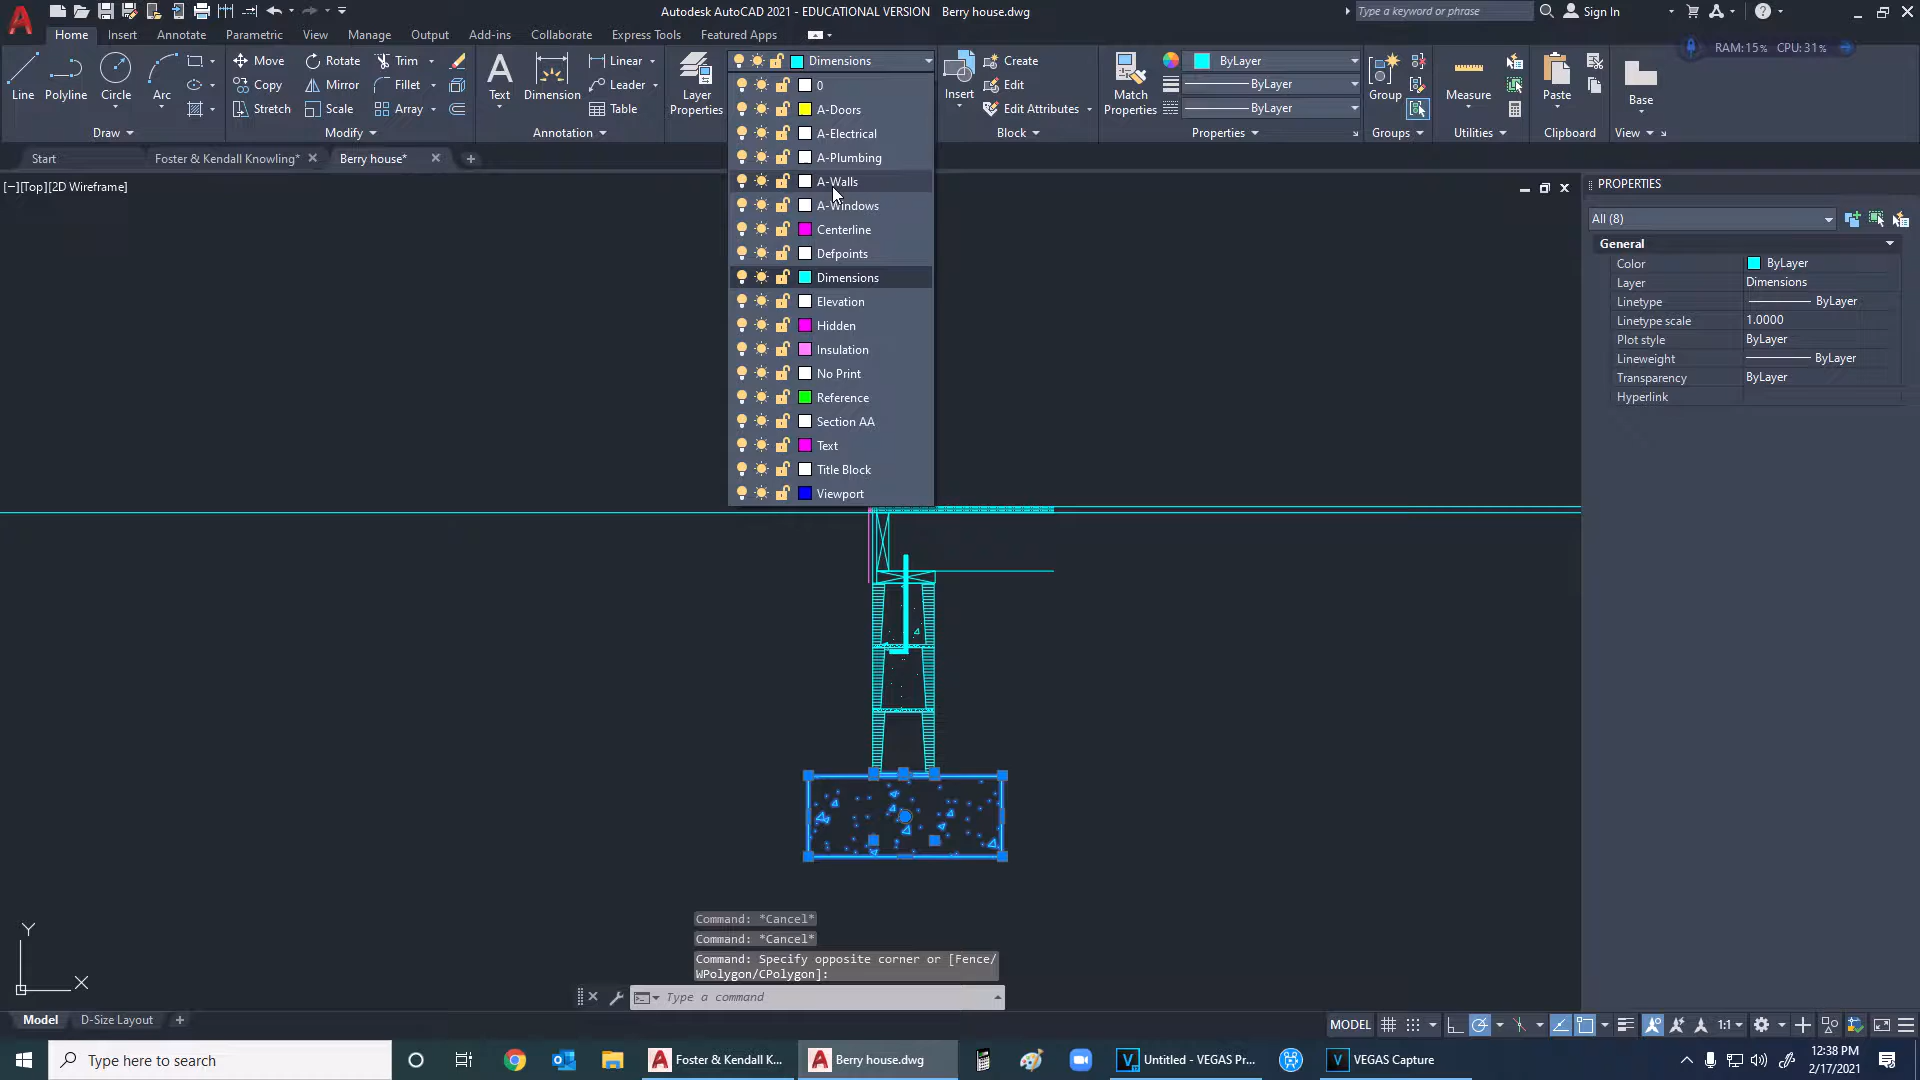 Autodesk AutoCAD 2021 - EDUCATIONAL VERSION Berry house.dwg
Type a keyword or phrase
Sign In
Home Insert Annotate Parametric View Manage Output Add-ins Collaborate Express Tools Featured Apps
RAM:15% CPU:31%
Line Polyline Circle Arc
Move Rotate Trim
Copy Mirror Fillet
Stretch Scale Array
Text Dimension
Linear
Leader
Table
Layer Properties
Dimensions
Insert
Create
Edit
Edit Attributes
Match Properties
ByLayer
ByLayer
ByLayer
Group
Measure
Paste
Base
Draw Modify Annotation Block Properties Groups Utilities Clipboard View
0
A-Doors
A-Electrical
A-Plumbing
A-Walls
A-Windows
Centerline
Defpoints
Dimensions
Elevation
Hidden
Insulation
No Print
Reference
Section AA
Text
Title Block
Viewport
Start Foster & Kendall Knowling* Berry house*
[−][Top][2D Wireframe]
PROPERTIES
All (8)
General
Color ByLayer
Layer Dimensions
Linetype ByLayer
Linetype scale 1.0000
Plot style ByLayer
Lineweight ByLayer
Transparency ByLayer
Hyperlink
Y
X
Command: *Cancel*
Command: *Cancel*
Command: Specify opposite corner or [Fence/
WPolygon/CPolygon]:
Type a command
Model D-Size Layout
MODEL
1:1
Type here to search
Foster & Kendall K...
Berry house.dwg
Untitled - VEGAS Pr...
VEGAS Capture
12:38 PM
2/17/2021